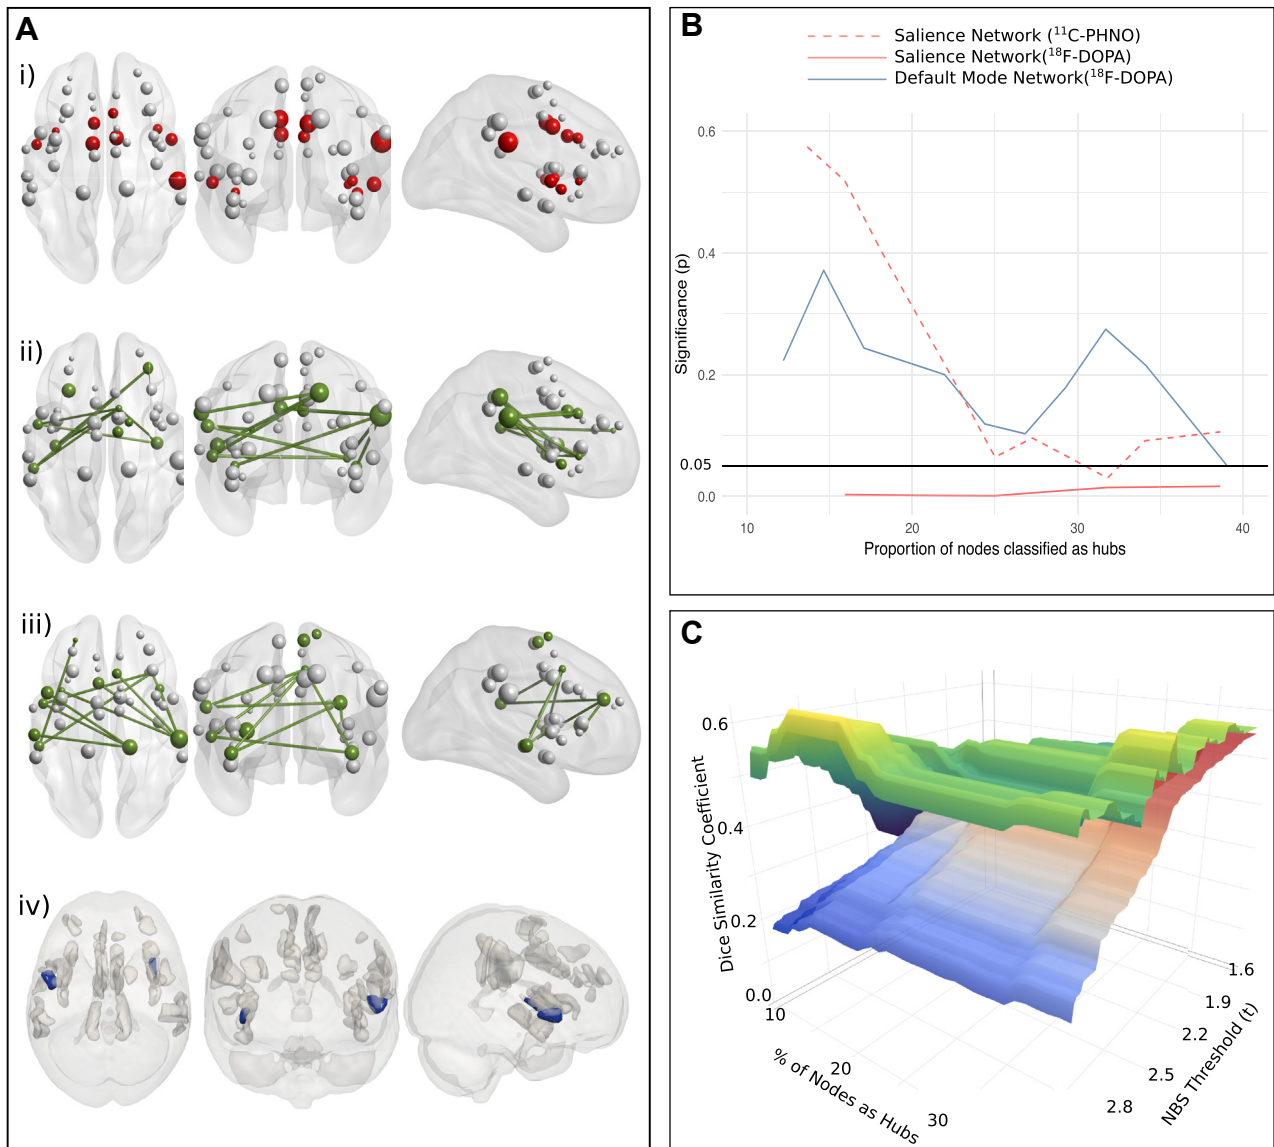 A
i)
ii)
iii)
iv)
B
Salience Network (¹¹C-PHNO)
Salience Network(¹⁸F-DOPA)
Default Mode Network(¹⁸F-DOPA)
Significance (p)
0.6
0.4
0.2
0.05
0.0
10 20 30 40
Proportion of nodes classified as hubs
C
Dice Similarity Coefficient
0.6
0.4
0.2
0.0
10
20
30
% of Nodes as Hubs
1.6
1.9
2.2
2.5
2.8
NBS Threshold (t)